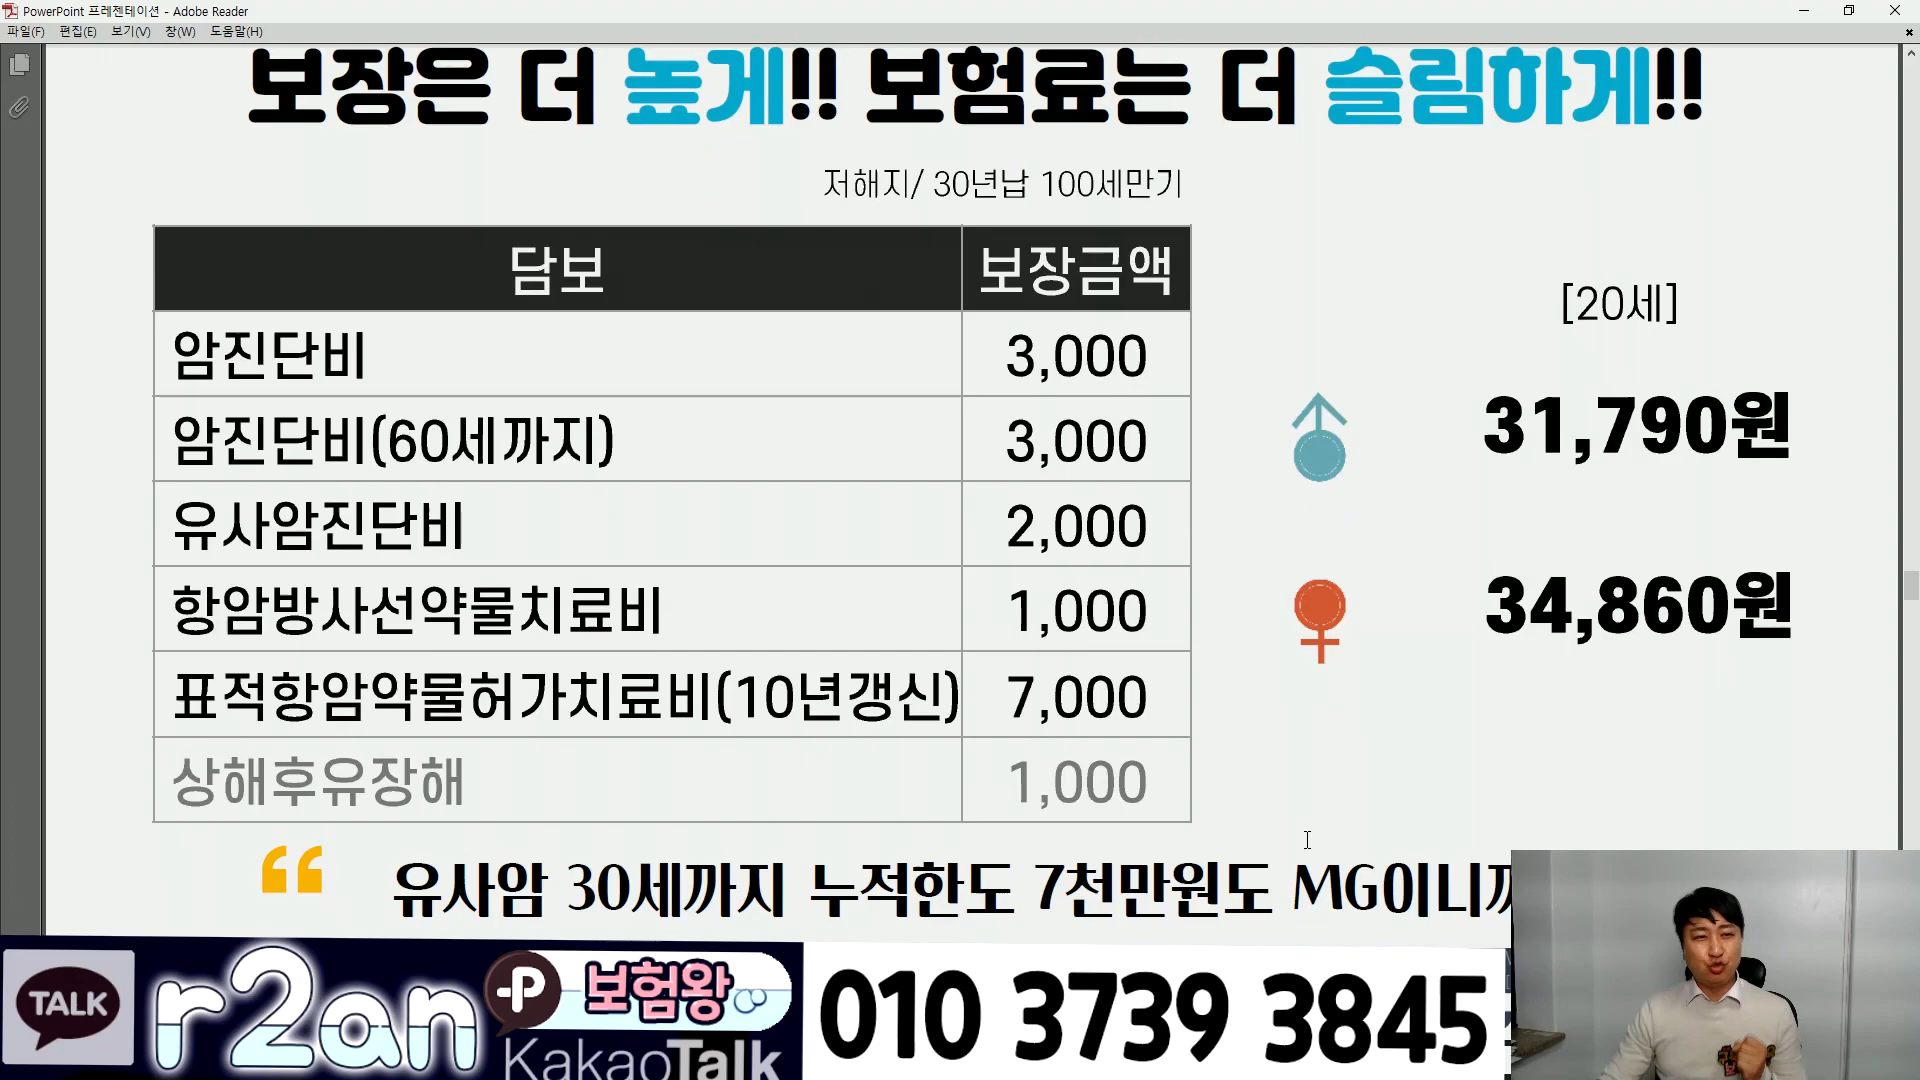 PowerPoint 프레젠테이션 - Adobe Reader
파일(F) 편집(E) 보기(V) 창(W) 도움말(H)
보장은 더 높게!! 보험료는 더 슬림하게!!
저해지/ 30년납 100세만기
담보 보장금액
암진단비 3,000
암진단비(60세까지) 3,000
유사암진단비 2,000
항암방사선약물치료비 1,000
표적항암약물허가치료비(10년갱신) 7,000
상해후유장해 1,000
[20세]
31,790원
34,860원
“ 유사암 30세까지 누적한도 7천만원도 MG이니까
TALK r2an P 보험왕 KakaoTalk
010 3739 3845